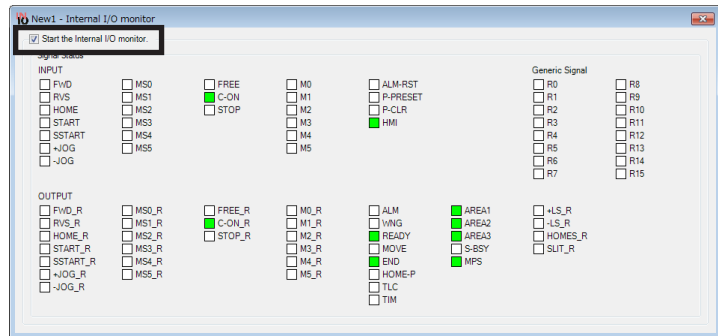 New1 - Internal I/O monitor
Start the Internal I/O monitor.
Signal Status
INPUT
Generic Signal
FWD MS0 FREE M0 ALM-RST R0 R8
RVS MS1 C-ON M1 P-PRESET R1 R9
HOME MS2 STOP M2 P-CLR R2 R10
START MS3 M3 HMI R3 R11
SSTART MS4 M4 R4 R12
+JOG MS5 M5 R5 R13
-JOG R6 R14
R7 R15
OUTPUT
FWD_R MS0_R FREE_R M0_R ALM AREA1 +LS_R
RVS_R MS1_R C-ON_R M1_R WNG AREA2 -LS_R
HOME_R MS2_R STOP_R M2_R READY AREA3 HOMES_R
START_R MS3_R M3_R MOVE S-BSY SLIT_R
SSTART_R MS4_R M4_R END MPS
+JOG_R MS5_R M5_R HOME-P
-JOG_R TLC
TIM